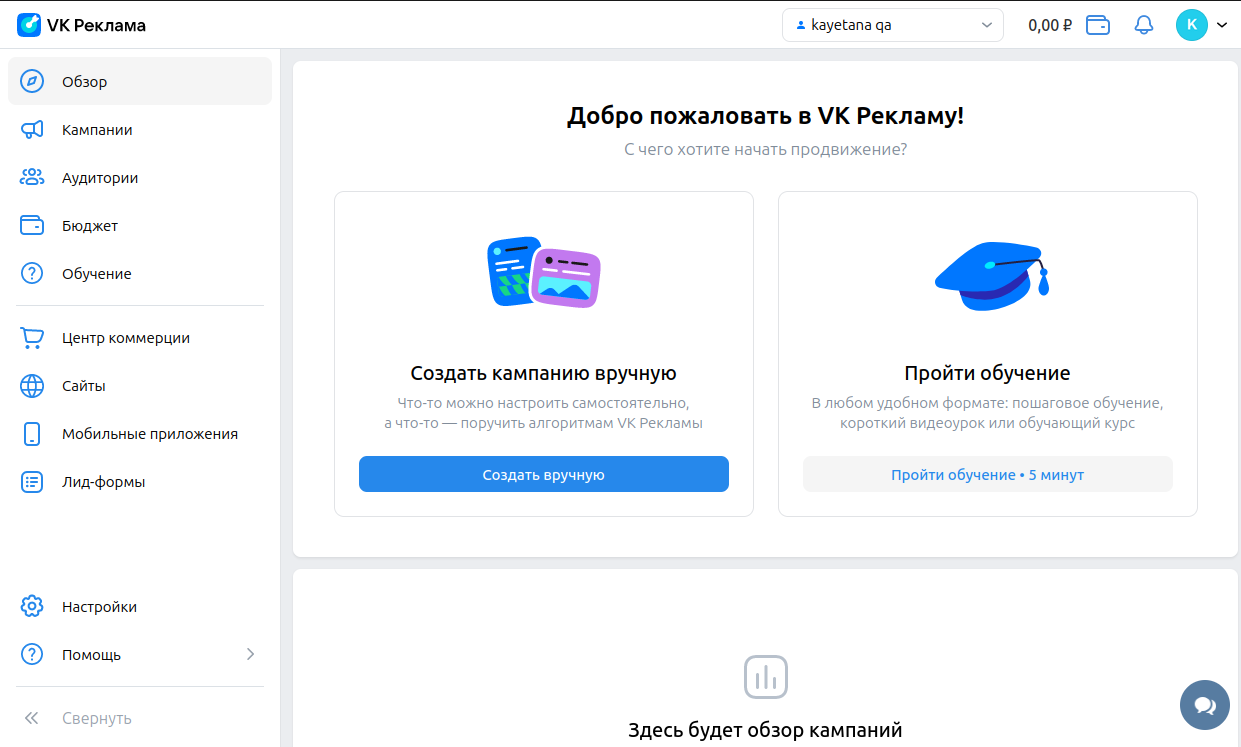 VK Реклама
kayetana qa
0,00 ₽
K
Обзор
Кампании
Аудитории
Бюджет
Обучение
Центр коммерции
Сайты
Мобильные приложения
Лид-формы
Настройки
Помощь
Свернуть
Добро пожаловать в VK Рекламу!
С чего хотите начать продвижение?
Создать кампанию вручную
Что-то можно настроить самостоятельно,
а что-то — поручить алгоритмам VK Рекламы
Создать вручную
Пройти обучение
В любом удобном формате: пошаговое обучение,
короткий видеоурок или обучающий курс
Пройти обучение • 5 минут
Здесь будет обзор кампаний